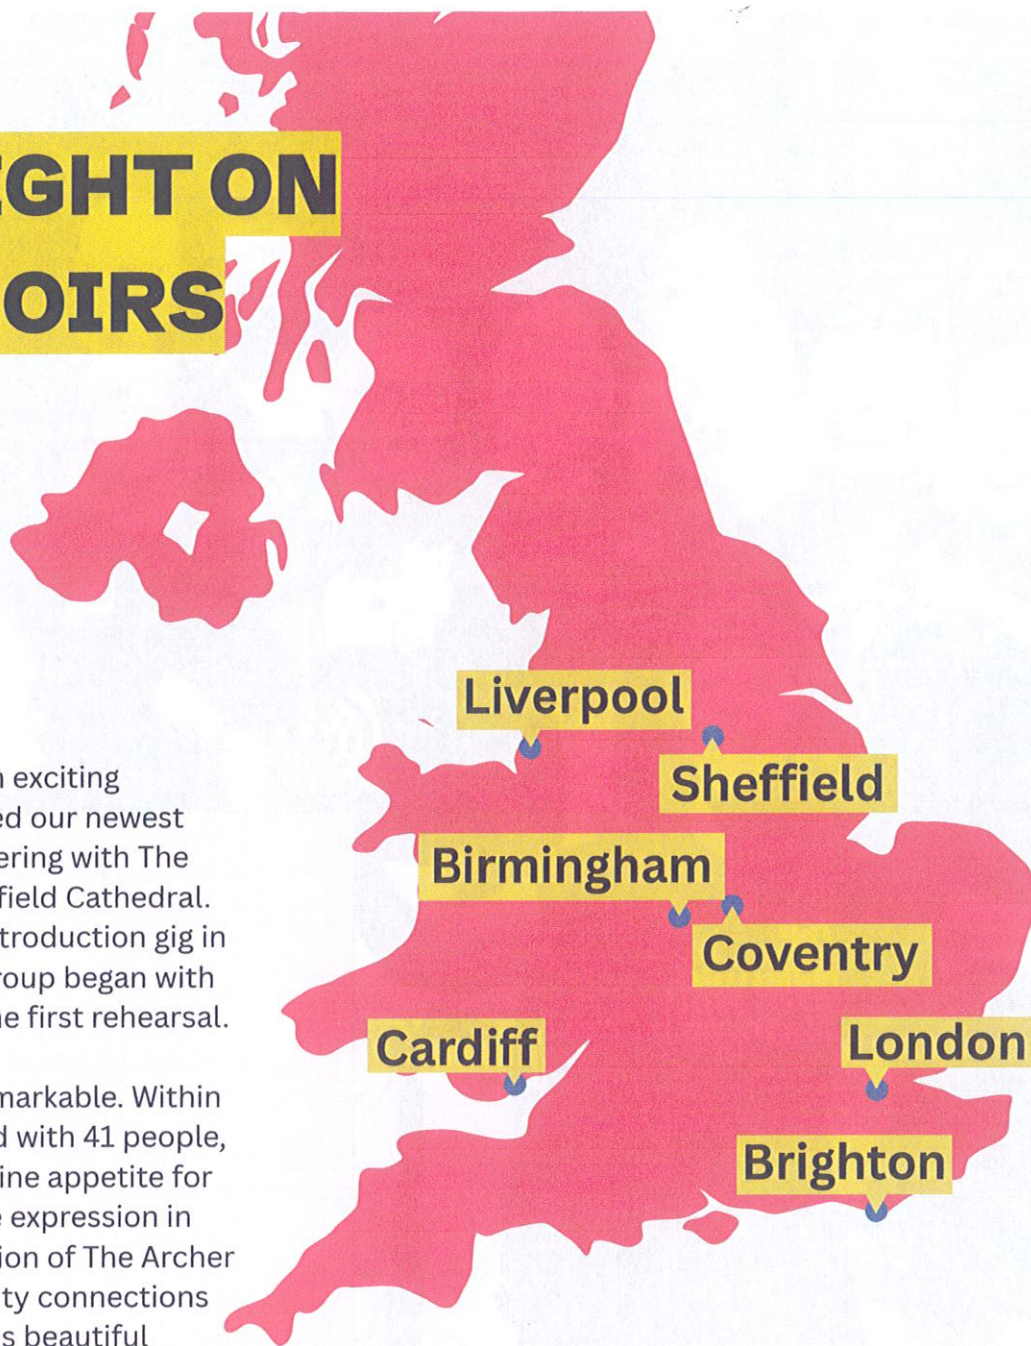 IGHT ON
OIRS
Liverpool
Sheffield
Birmingham
Coventry
Cardiff
London
Brighton
n exciting
ed our newest
ering with The
field Cathedral.
troduction gig in
roup began with
he first rehearsal.
markable. Within
d with 41 people,
ine appetite for
e expression in
ion of The Archer
ty connections
s beautiful